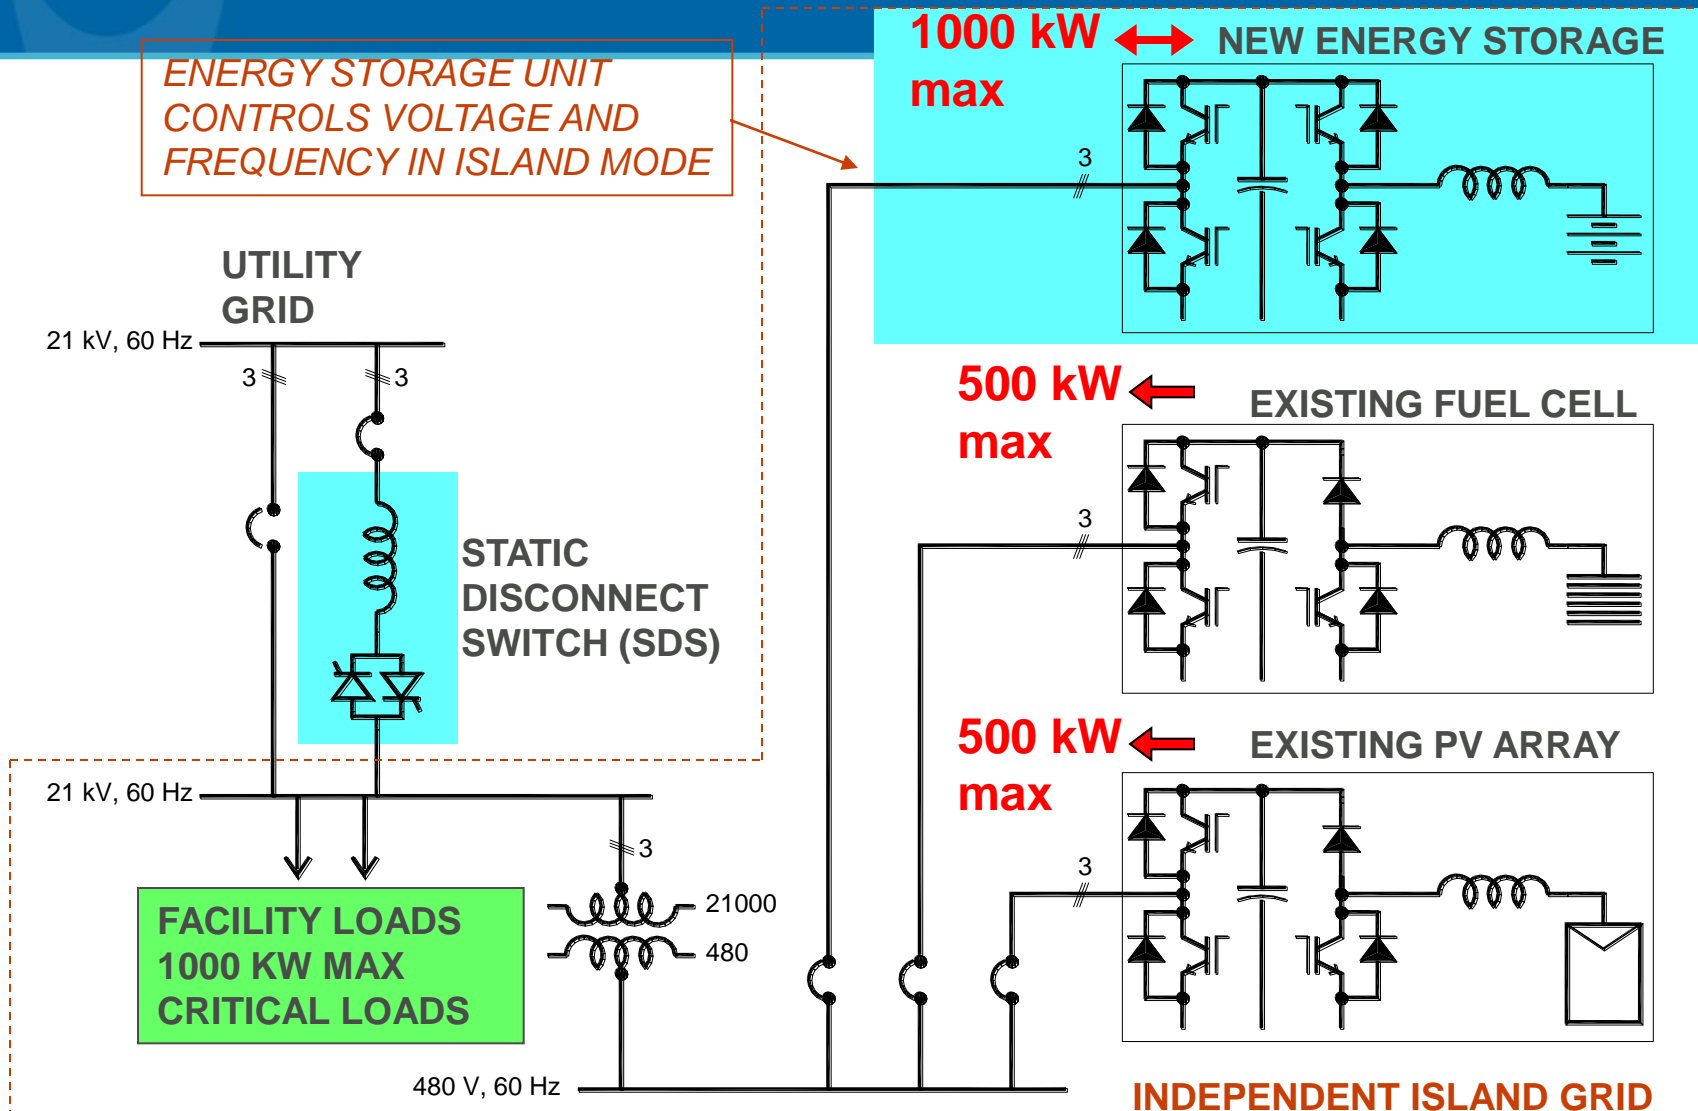 1000 kW
max
NEW ENERGY STORAGE
ENERGY STORAGE UNIT
CONTROLS VOLTAGE AND
FREQUENCY IN ISLAND MODE
3
UTILITY
GRID
21 kV, 60 Hz
3
3
500 kW
max
EXISTING FUEL CELL
3
STATIC
DISCONNECT
SWITCH (SDS)
500 kW
max
EXISTING PV ARRAY
21 kV, 60 Hz
3
3
21000
480
FACILITY LOADS
1000 KW MAX
CRITICAL LOADS
480 V, 60 Hz
INDEPENDENT ISLAND GRID